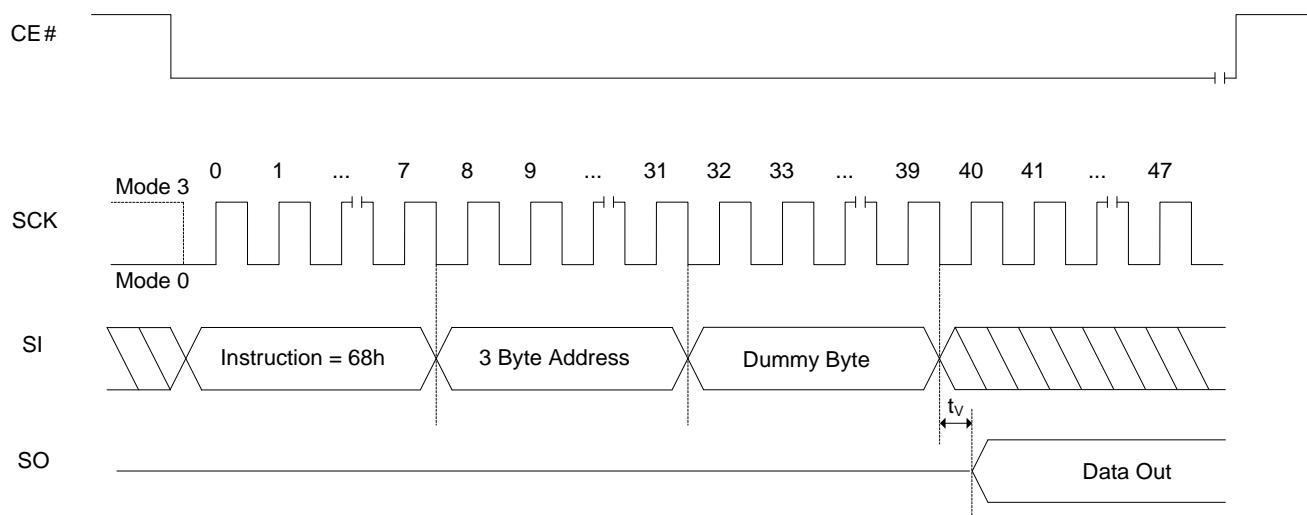 CE#
0 1 ... 7 8 9 ... 31 32 33 ... 39 40 41 ... 47
Mode 3
SCK
Mode 0
SI
Instruction = 68h
3 Byte Address
Dummy Byte
tV
SO
Data Out